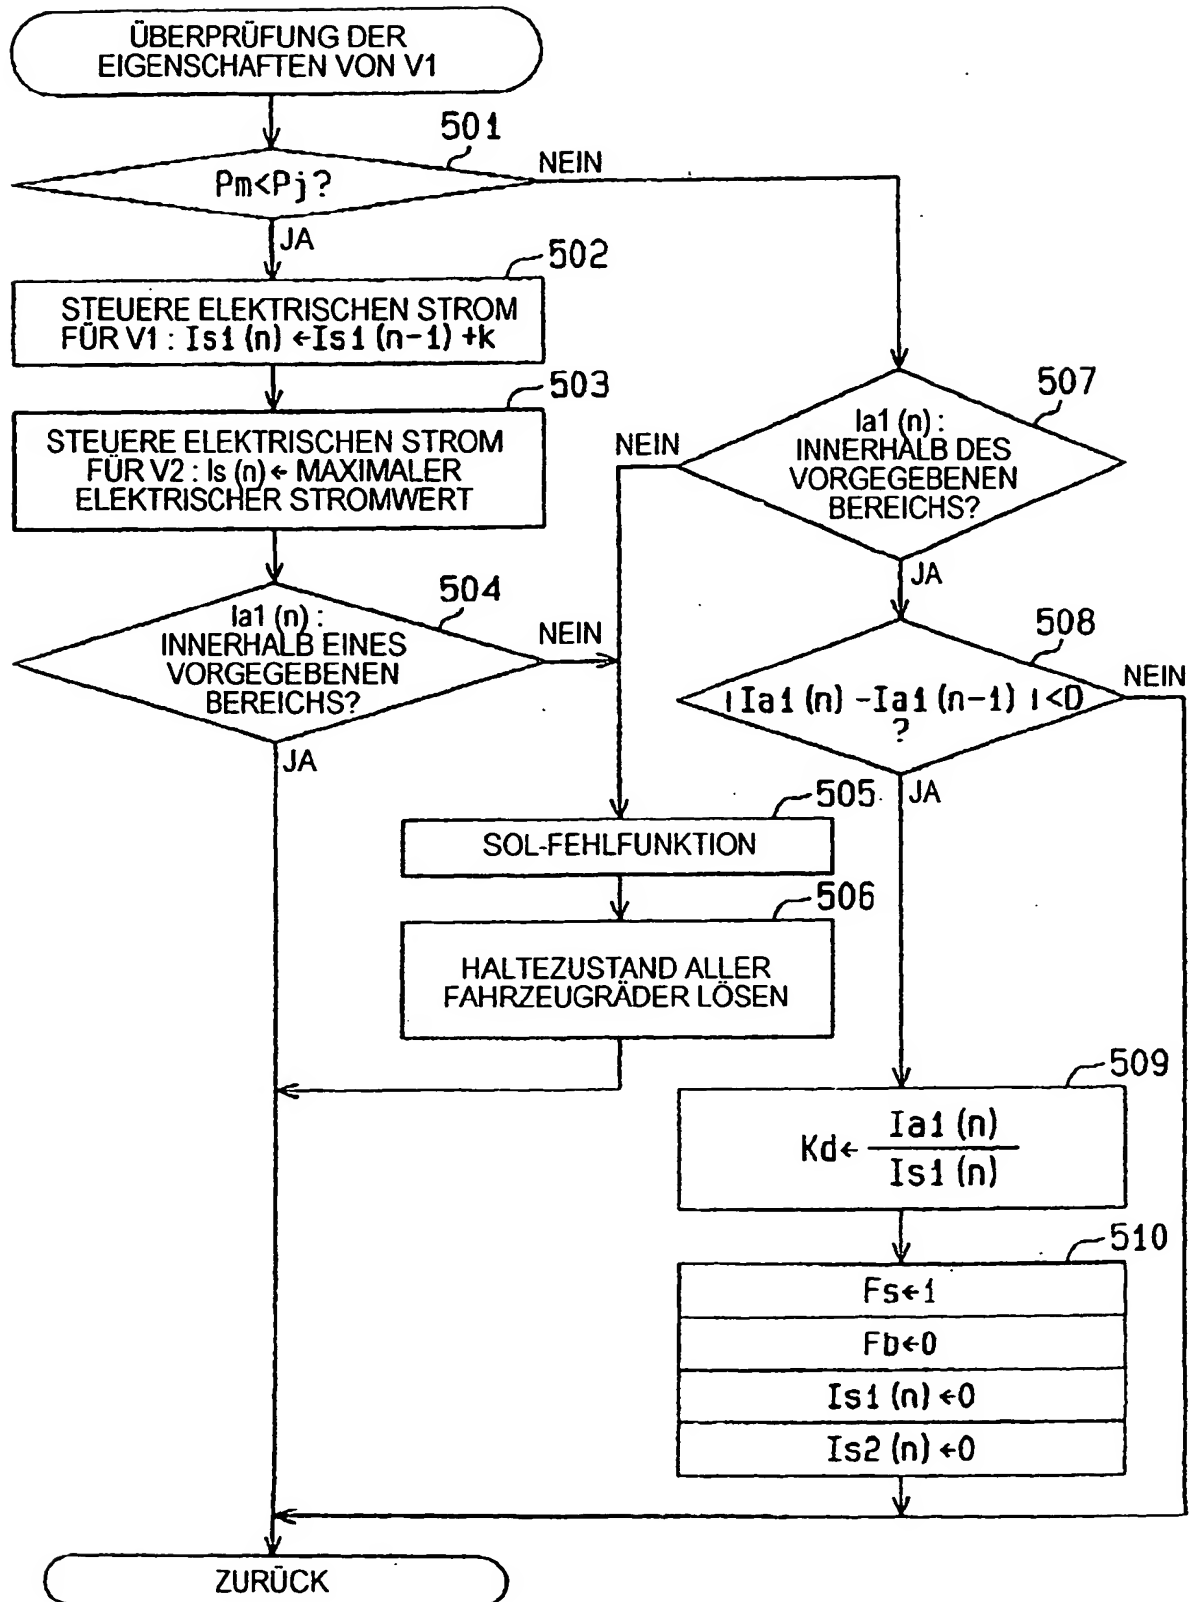 ÜBERPRÜFUNG DER
EIGENSCHAFTEN VON V1
501
Pm<Pj?
NEIN
JA
502
STEUERE ELEKTRISCHEN STROM
FÜR V1 : Is1 (n) ←Is1 (n-1) +k
503
STEUERE ELEKTRISCHEN STROM
FÜR V2 : Is (n) ← MAXIMALER
ELEKTRISCHER STROMWERT
504
Ia1 (n) :
INNERHALB EINES
VORGEGEBENEN
BEREICHS?
NEIN
JA
507
Ia1 (n) :
INNERHALB DES
VORGEGEBENEN
BEREICHS?
NEIN
JA
508
| Ia1 (n) -Ia1 (n-1) | <D
?
NEIN
JA
505
SOL-FEHLFUNKTION
506
HALTEZUSTAND ALLER
FAHRZEUGRÄDER LÖSEN
509
Kd← Ia1 (n)
Is1 (n)
510
Fs←1
Fb←0
Is1 (n) ←0
Is2 (n) ←0
ZURÜCK